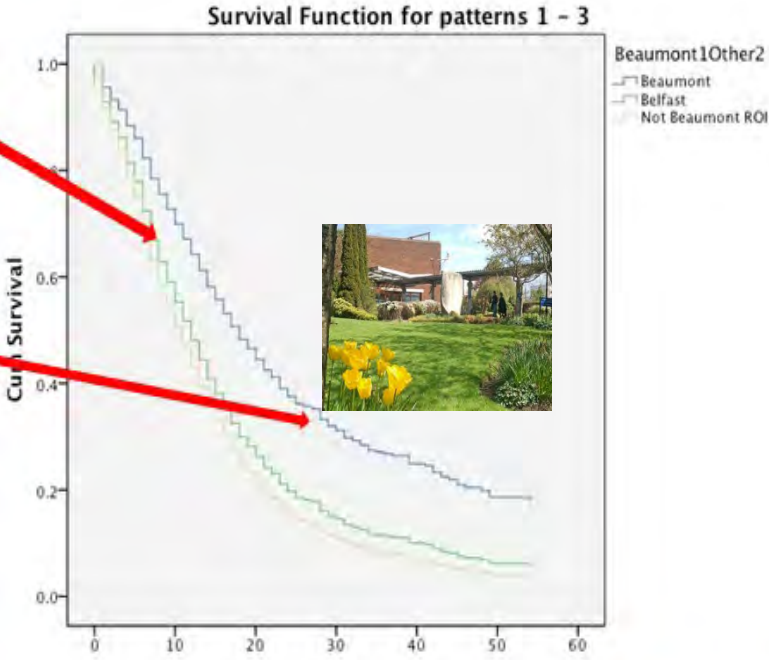 Survival Function for patterns 1 - 3
Beaumont1Other2
Beaumont
Belfast
Not Beaumont ROI
Cum Survival
1.0
0.6
0.4
0.2
0.0
0 10 20 30 40 50 60